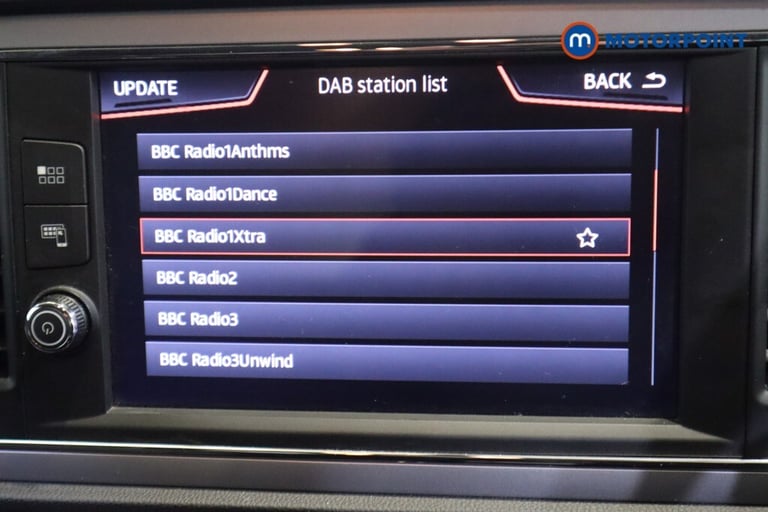 m MOTORPOINT
UPDATE DAB station list BACK
BBC Radio1Anthms
BBC Radio1Dance
BBC Radio1Xtra
BBC Radio2
BBC Radio3
BBC Radio3Unwind